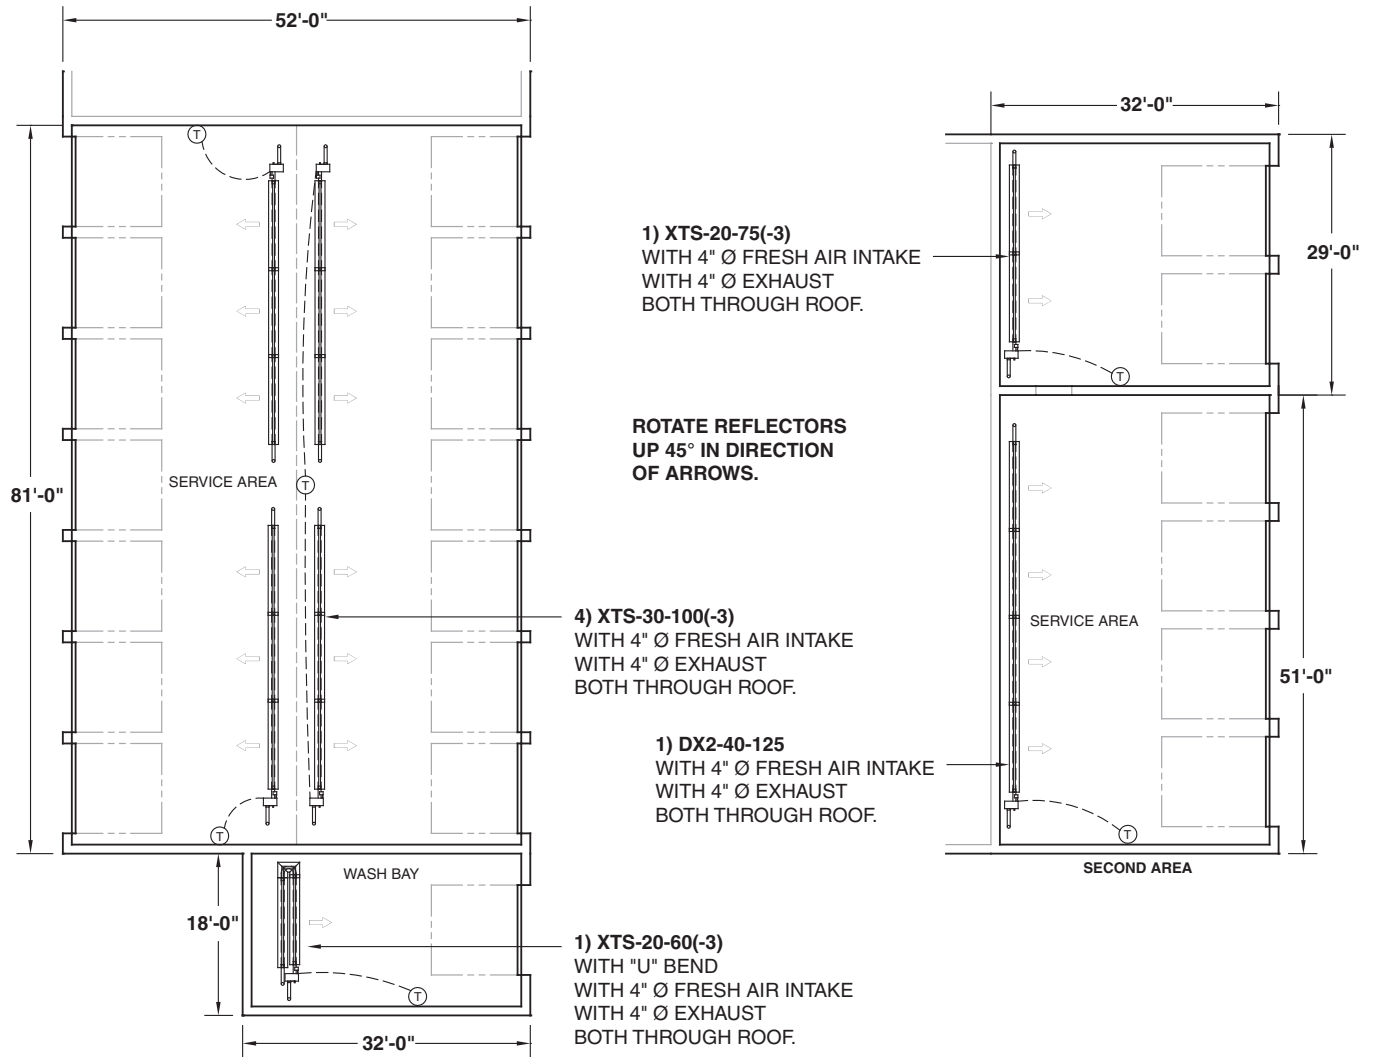 52'-0"
32'-0"
T
1) XTS-20-75(-3)
WITH 4" Ø FRESH AIR INTAKE
WITH 4" Ø EXHAUST
BOTH THROUGH ROOF.
29'-0"
T
ROTATE REFLECTORS
UP 45° IN DIRECTION
OF ARROWS.
SERVICE AREA
T
81'-0"
4) XTS-30-100(-3)
WITH 4" Ø FRESH AIR INTAKE
WITH 4" Ø EXHAUST
BOTH THROUGH ROOF.
SERVICE AREA
51'-0"
1) DX2-40-125
WITH 4" Ø FRESH AIR INTAKE
WITH 4" Ø EXHAUST
BOTH THROUGH ROOF.
T
T
SECOND AREA
WASH BAY
18'-0"
1) XTS-20-60(-3)
WITH "U" BEND
WITH 4" Ø FRESH AIR INTAKE
WITH 4" Ø EXHAUST
BOTH THROUGH ROOF.
T
32'-0"